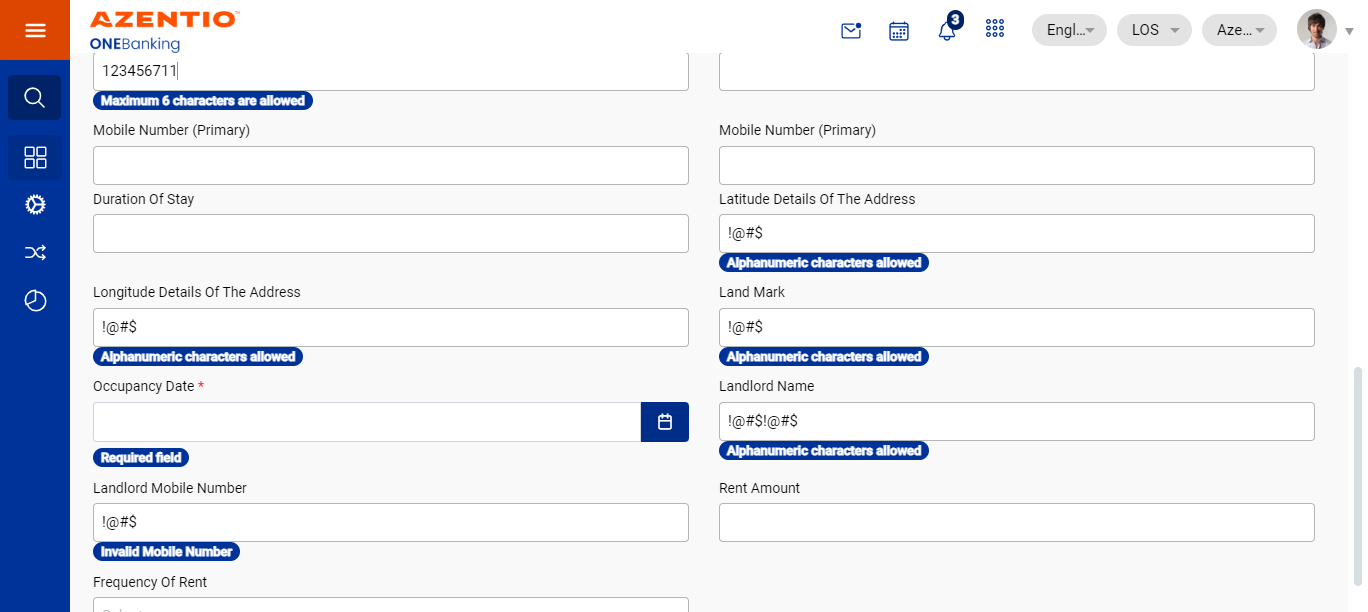 AZENTIO™
ONEBanking
3
Engl...
LOS
Aze...
123456711
Maximum 6 characters are allowed
Mobile Number (Primary)
Mobile Number (Primary)
Duration Of Stay
Latitude Details Of The Address
!@#$
Alphanumeric characters allowed
Longitude Details Of The Address
Land Mark
!@#$
!@#$
Alphanumeric characters allowed
Alphanumeric characters allowed
Occupancy Date *
Landlord Name
!@#$!@#$
Required field
Alphanumeric characters allowed
Landlord Mobile Number
Rent Amount
!@#$
Invalid Mobile Number
Frequency Of Rent